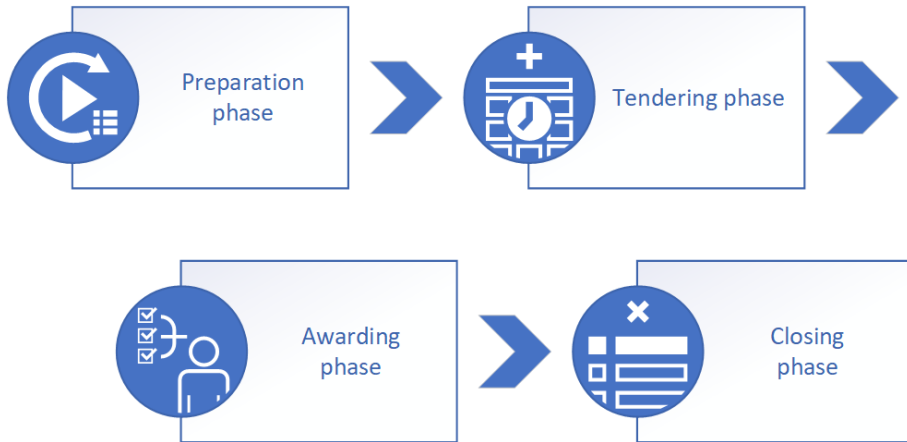 Preparation
phase
Tendering phase
Awarding
phase
Closing
phase